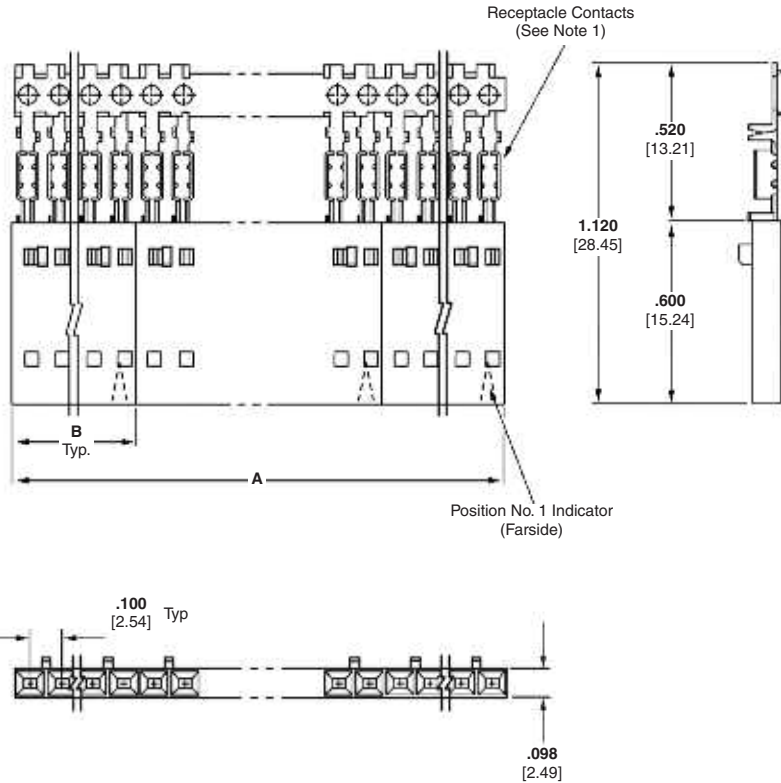 Receptacle Contacts
(See Note 1)
.520
[13.21]
1.120
[28.45]
.600
[15.24]
B
Typ.
A
Position No. 1 Indicator
(Farside)
.100
[2.54]
Typ
.098
[2.49]